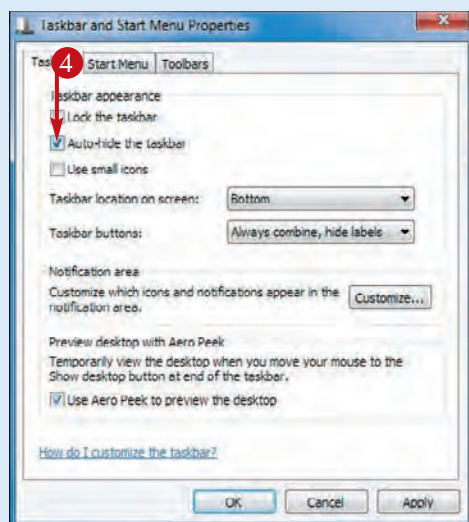 Taskbar and Start Menu Properties
4
Start Menu Toolbars
Taskbar appearance
Lock the taskbar
Auto-hide the taskbar
Use small icons
Taskbar location on screen: Bottom
Taskbar buttons: Always combine, hide labels
Notification area
Customize which icons and notifications appear in the
notification area.
Customize...
Preview desktop with Aero Peek
Temporarily view the desktop when you move your mouse to the
Show desktop button at end of the taskbar.
Use Aero Peek to preview the desktop
How do I customize the taskbar?
OK Cancel Apply